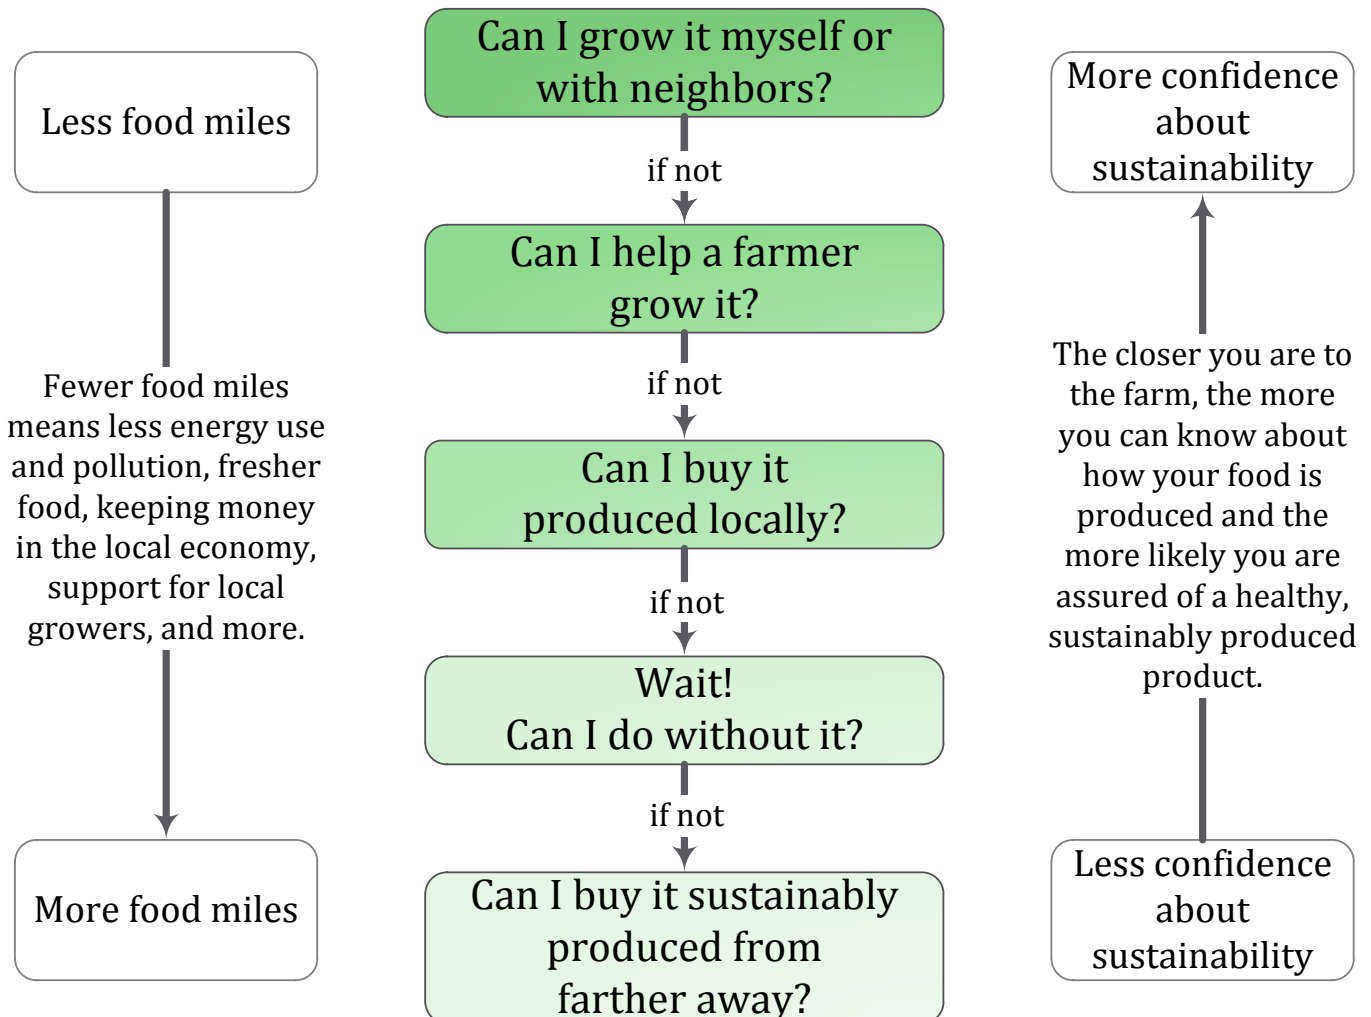 Can I grow it myself or
with neighbors?
Less food miles
More confidence
about
sustainability
if not
Can I help a farmer
grow it?
if not
Fewer food miles
means less energy use
and pollution, fresher
food, keeping money
in the local economy,
support for local
growers, and more.
The closer you are to
the farm, the more
you can know about
how your food is
produced and the
more likely you are
assured of a healthy,
sustainably produced
product.
Can I buy it
produced locally?
if not
Wait!
Can I do without it?
if not
More food miles
Can I buy it sustainably
produced from
farther away?
Less confidence
about
sustainability